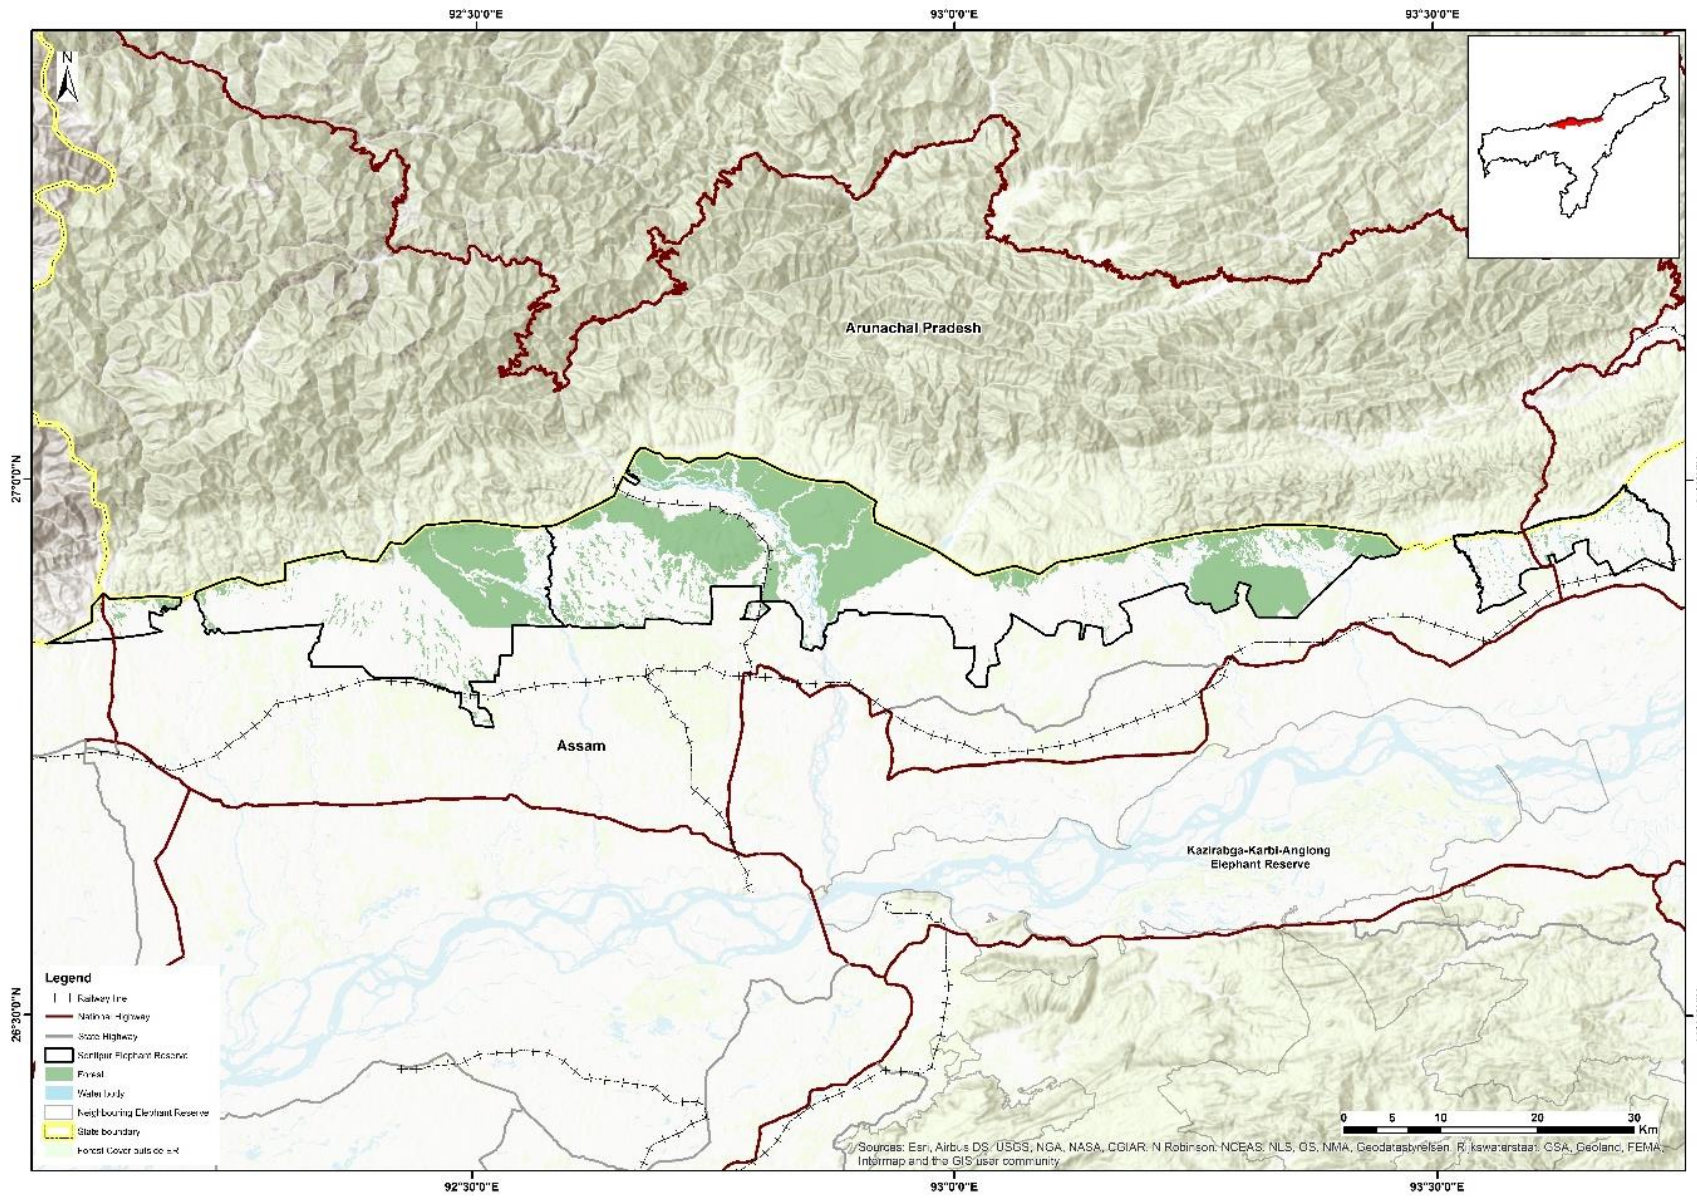 92°30'0"E 93°0'0"E 93°30'0"E
N
Arunachal Pradesh
27°0'0"N
Assam
Kazirabga-Karbi-Anglong
Elephant Reserve
26°30'0"N
Legend
Railway line
National Highway
State Highway
Sonitpur Elephant Reserve
Forest
Water body
Neighbouring Elephant Reserve
State boundary
Forest Cover outside ER
0 5 10 20 30
Km
Sources: Esri, Airbus DS, USGS, NGA, NASA, CGIAR, N Robinson, NCEAS, NLS, OS, NMA, Geodatastyrelsen, Rijkswaterstaat, GSA, Geoland, FEMA,
Intermap and the GIS user community
92°30'0"E 93°0'0"E 93°30'0"E